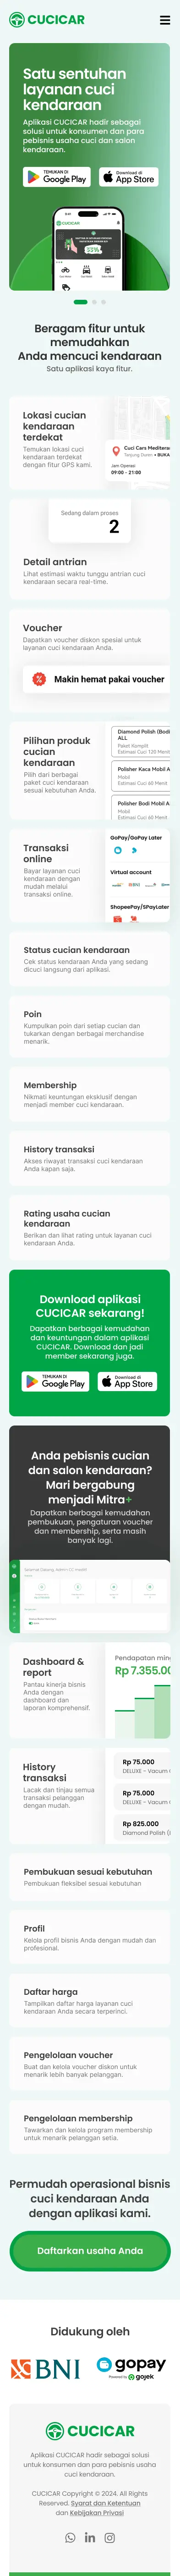 CUCICAR
Satu sentuhan
layanan cuci
kendaraan
Aplikasi CUCICAR hadir sebagai
solusi untuk konsumen dan para
pebisnis usaha cuci dan salon
kendaraan.
TEMUKAN DI
Google Play
Download di
App Store
Beragam fitur untuk
memudahkan
Anda mencuci kendaraan
Satu aplikasi kaya fitur.
Lokasi cucian
kendaraan
terdekat
Temukan lokasi cuci
kendaraan terdekat
dengan fitur GPS kami.
Cuci Cars Mediteran
Tanjung Duren • BUKA
Jam Operasi
09:00 - 21:00
Sedang dalam proses
2
Detail antrian
Lihat estimasi waktu tunggu antrian cuci
kendaraan secara real-time.
Voucher
Dapatkan voucher diskon spesial untuk
layanan cuci kendaraan Anda.
Makin hemat pakai voucher
Pilihan produk
cucian
kendaraan
Pilih dari berbagai
paket cuci kendaraan
sesuai kebutuhan Anda.
Diamond Polish (Bodi
ALL
Paket Komplit
Estimasi Cuci 120 Menit
Polisher Kaca Mobil A
Mobil
Estimasi Cuci 60 Menit
Polisher Bodi Mobil A
Mobil
Estimasi Cuci 60 Menit
Transaksi
online
Bayar layanan cuci
kendaraan dengan
mudah melalui
transaksi online.
GoPay/GoPay Later
Virtual account
BNI
ShopeePay/SPayLater
Status cucian kendaraan
Cek status kendaraan Anda yang sedang
dicuci langsung dari aplikasi.
Poin
Kumpulkan poin dari setiap cucian dan
tukarkan dengan berbagai merchandise
menarik.
Membership
Nikmati keuntungan eksklusif dengan
menjadi member cuci kendaraan.
History transaksi
Akses riwayat transaksi cuci kendaraan
Anda kapan saja.
Rating usaha cucian
kendaraan
Berikan dan lihat rating untuk layanan cuci
kendaraan Anda.
Download aplikasi
CUCICAR sekarang!
Dapatkan berbagai kemudahan
dan keuntungan dalam aplikasi
CUCICAR. Download dan jadi
member sekarang juga.
TEMUKAN DI
Google Play
Download di
App Store
Anda pebisnis cucian
dan salon kendaraan?
Mari bergabung
menjadi Mitra+
Dapatkan berbagai kemudahan
pembukuan, pengaturan voucher
dan membership, serta masih
banyak lagi.
Dashboard &
report
Pantau kinerja bisnis
Anda dengan
dashboard dan
laporan komprehensif.
Pendapatan ming
Rp 7.355.00
History
transaksi
Lacak dan tinjau semua
transaksi pelanggan
dengan mudah.
Rp 75.000
DELUXE - Vacuum (
Rp 75.000
DELUXE - Vacuum (
Rp 825.000
Diamond Polish (
Pembukuan sesuai kebutuhan
Pembukuan fleksibel sesuai kebutuhan
Profil
Kelola profil bisnis Anda dengan mudah dan
profesional.
Daftar harga
Tampilkan daftar harga layanan cuci
kendaraan Anda secara terperinci.
Pengelolaan voucher
Buat dan kelola voucher diskon untuk
menarik lebih banyak pelanggan.
Pengelolaan membership
Tawarkan dan kelola program membership
untuk menarik pelanggan setia.
Permudah operasional bisnis
cuci kendaraan Anda
dengan aplikasi kami.
Daftarkan usaha Anda
Didukung oleh
BNI
gopay
Powered by gojek
CUCICAR
Aplikasi CUCICAR hadir sebagai solusi
untuk konsumen dan para pebisnis usaha
cuci kendaraan.
CUCICAR Copyright © 2024. All Rights
Reserved. Syarat dan Ketentuan
dan Kebijakan Privasi